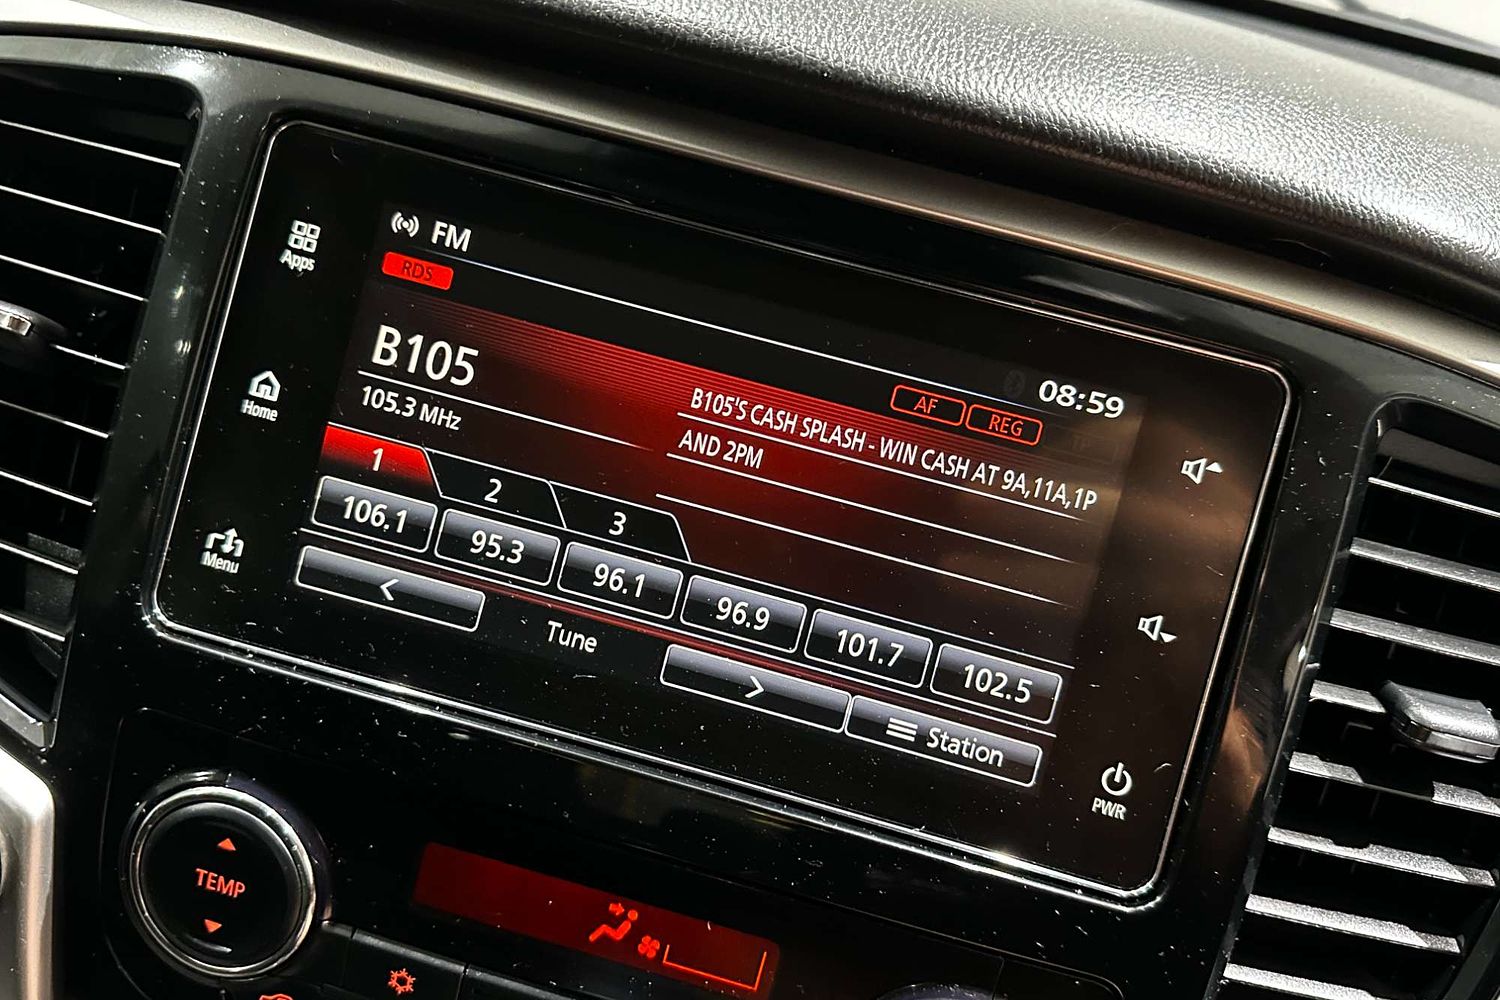 FM
RDS
Apps
B105
105.3 MHz
AF
REG
08:59
TP
B105'S CASH SPLASH - WIN CASH AT 9A,11A,1P
AND 2PM
Home
1
2
3
106.1
95.3
96.1
96.9
101.7
102.5
Menu
<
Tune
>
Station
PWR
TEMP